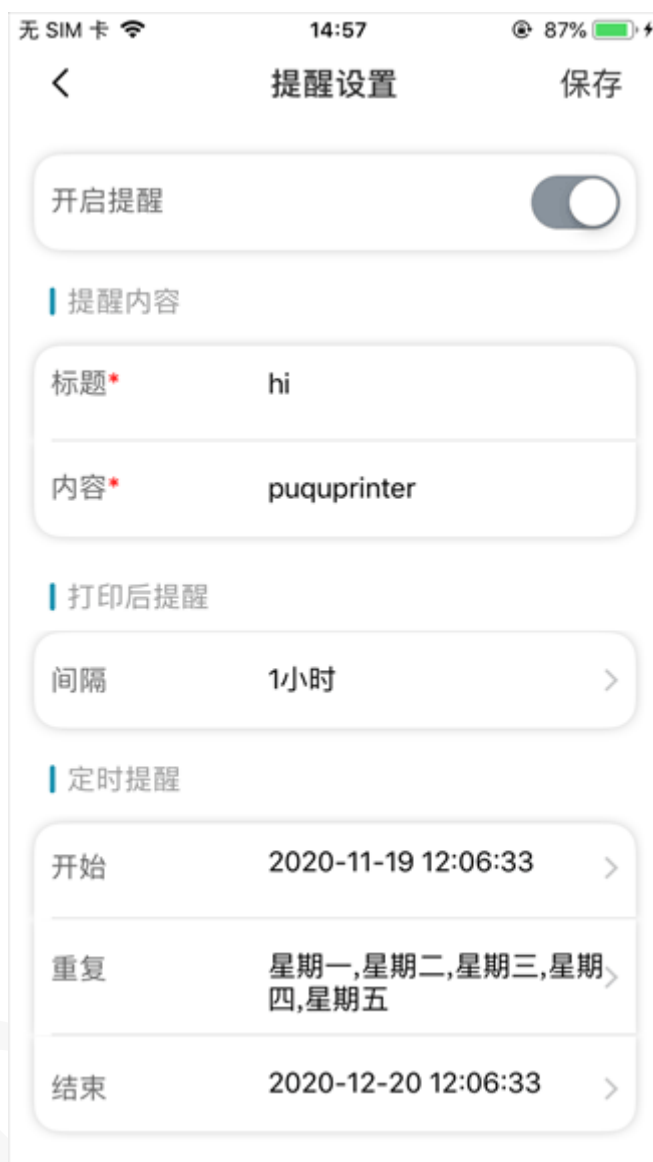 无 SIM 卡 14:57 87%
提醒设置 保存
开启提醒
提醒内容
标题* hi
内容* puquprinter
打印后提醒
间隔 1小时
定时提醒
开始 2020-11-19 12:06:33
重复 星期一,星期二,星期三,星期
四,星期五
结束 2020-12-20 12:06:33